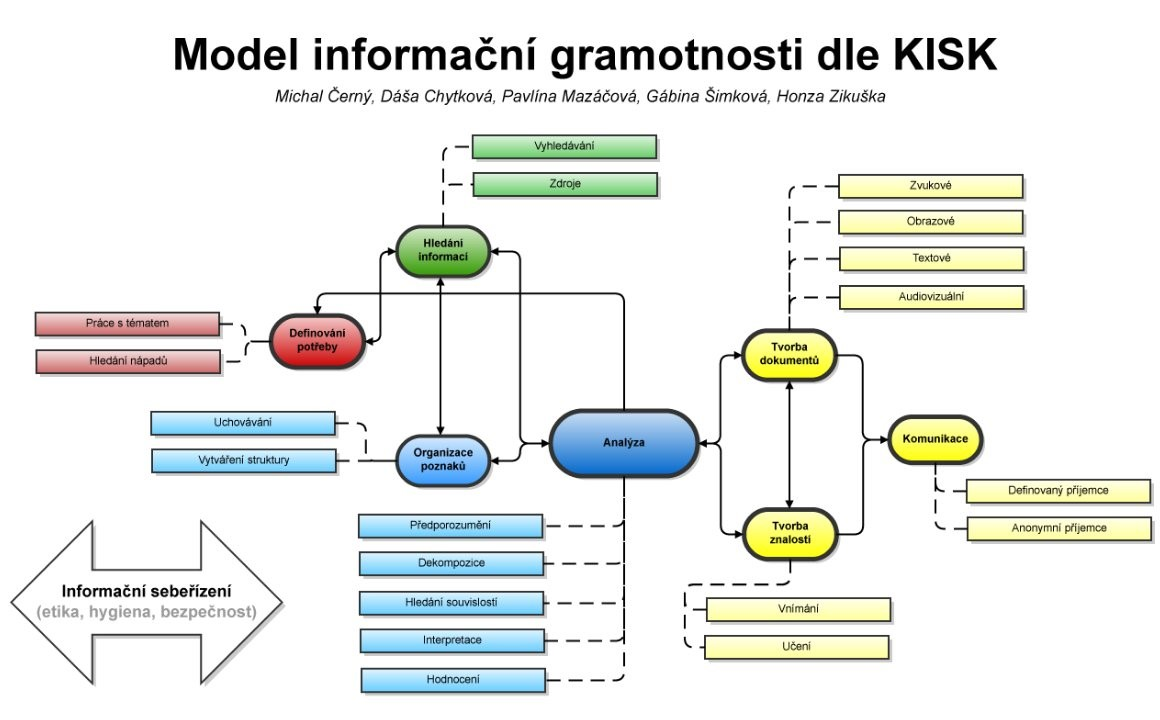 Model informační gramotnosti dle KISK
Michal Černý, Dáša Chytková, Pavlína Mazáčová, Gábina Šimková, Honza Zikuška
Vyhledávání
Zdroje
Hledání
informací
Práce s tématem
Hledání nápadů
Definování
potřeby
Uchovávání
Vytváření struktury
Organizace
poznaků
Analýza
Předporozumění
Dekompozice
Hledání souvislostí
Interpretace
Hodnocení
Zvukové
Obrazové
Textové
Audiovizuální
Tvorba
dokumentů
Komunikace
Definovaný příjemce
Anonymní příjemce
Tvorba
znalostí
Vnímání
Učení
Informační sebeřízení
(etika, hygiena, bezpečnost)